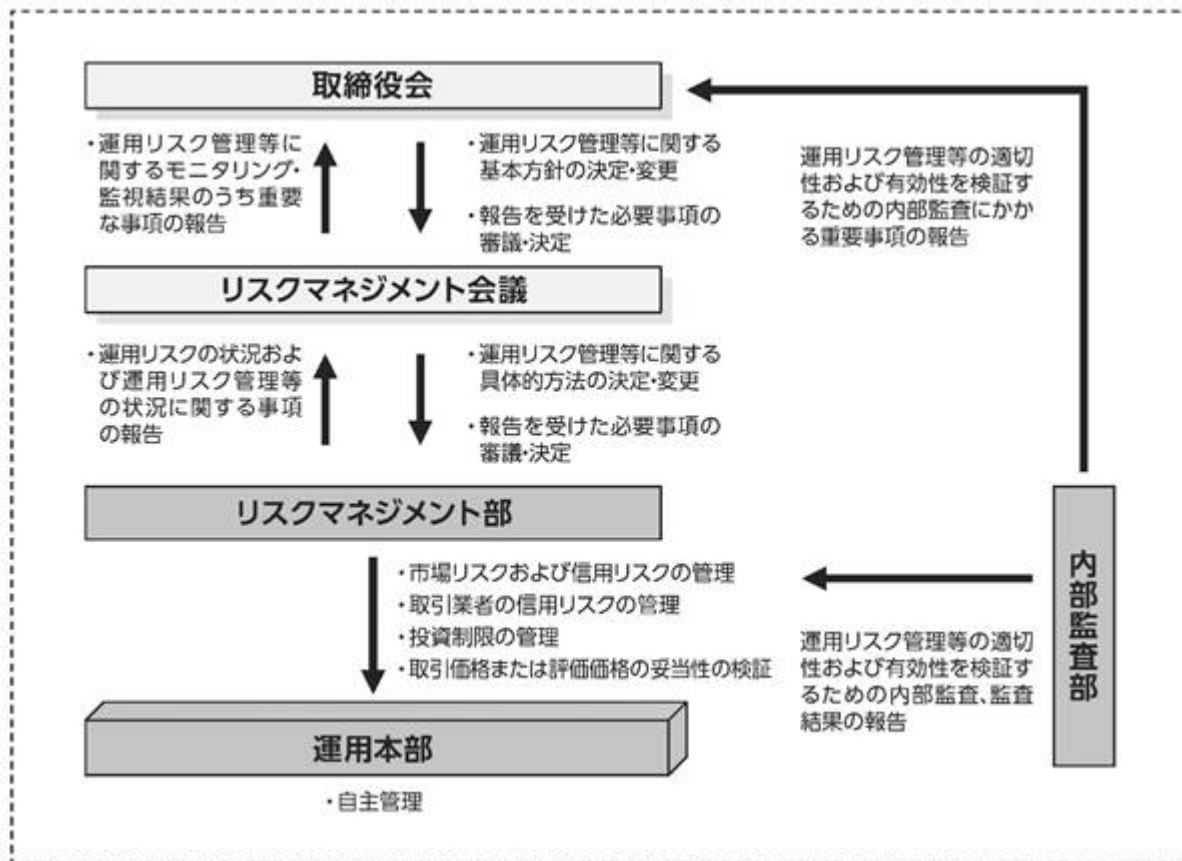 取締役会
・運用リスク管理等に
関するモニタリング・
監視結果のうち重要
な事項の報告
・運用リスク管理等に関する
基本方針の決定・変更
・報告を受けた必要事項の
審議・決定
運用リスク管理等の適切
性および有効性を検証す
るための内部監査にかか
る重要事項の報告
リスクマネジメント会議
・運用リスクの状況およ
び運用リスク管理等
の状況に関する事項
の報告
・運用リスク管理等に関する
具体的方法の決定・変更
・報告を受けた必要事項の
審議・決定
リスクマネジメント部
・市場リスクおよび信用リスクの管理
・取引業者の信用リスクの管理
・投資制限の管理
・取引価格または評価価格の妥当性の検証
内部監査部
運用リスク管理等の適切
性および有効性を検証す
るための内部監査、監査
結果の報告
運用本部
・自主管理